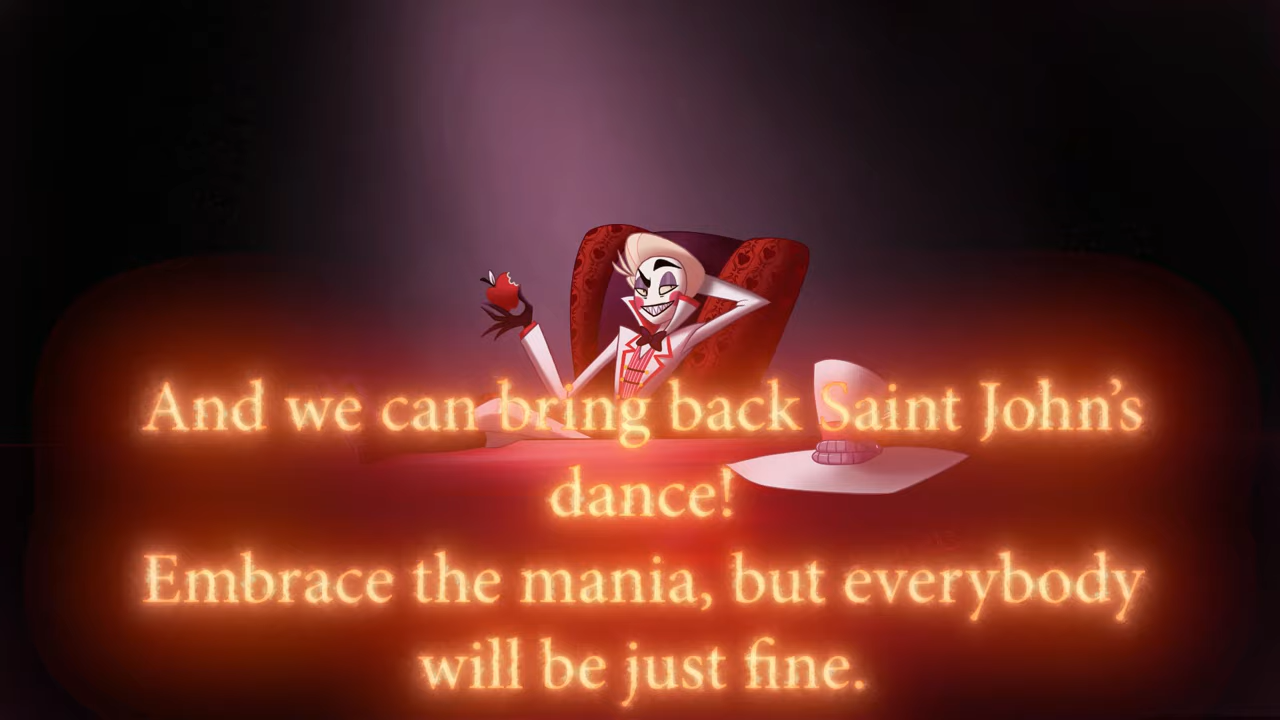 And we can bring back Saint John’s
dance!
Embrace the mania, but everybody
will be just fine.